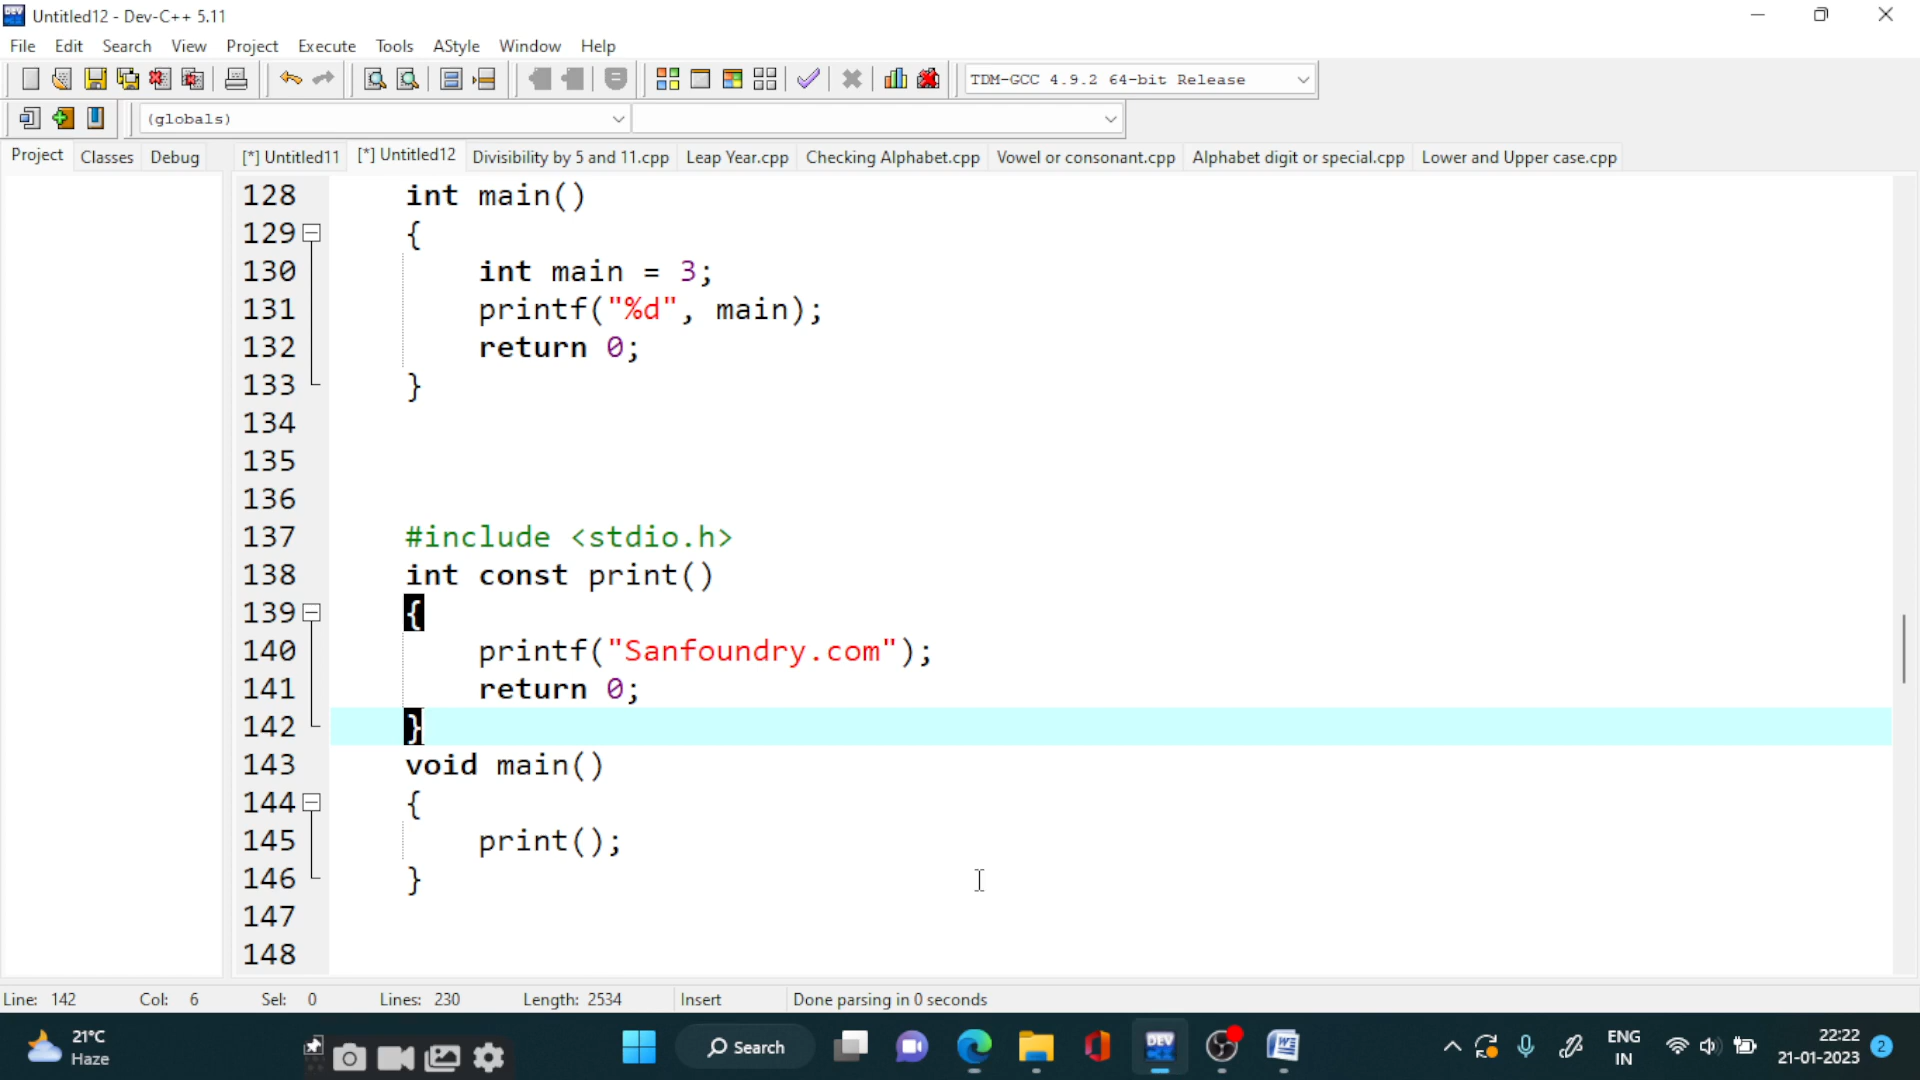 Untitled12 - Dev-C++ 5.11
File Edit Search View Project Execute Tools AStyle Window Help
TDM-GCC 4.9.2 64-bit Release
(globals)
Project Classes Debug [*] Untitled11 [*] Untitled12 Divisibility by 5 and 11.cpp Leap Year.cpp Checking Alphabet.cpp Vowel or consonant.cpp Alphabet digit or special.cpp Lower and Upper case.cpp
128 int main()
129 {
130 int main = 3;
131 printf("%d", main);
132 return 0;
133 }
134
135
136
137 #include <stdio.h>
138 int const print()
139 {
140 printf("Sanfoundry.com");
141 return 0;
142 }
143 void main()
144 {
145 print();
146 }
147
148
Line: 142 Col: 6 Sel: 0 Lines: 230 Length: 2534 Insert Done parsing in 0 seconds
21°C
Haze
Search
DEV
ENG
IN
22:22
21-01-2023
2